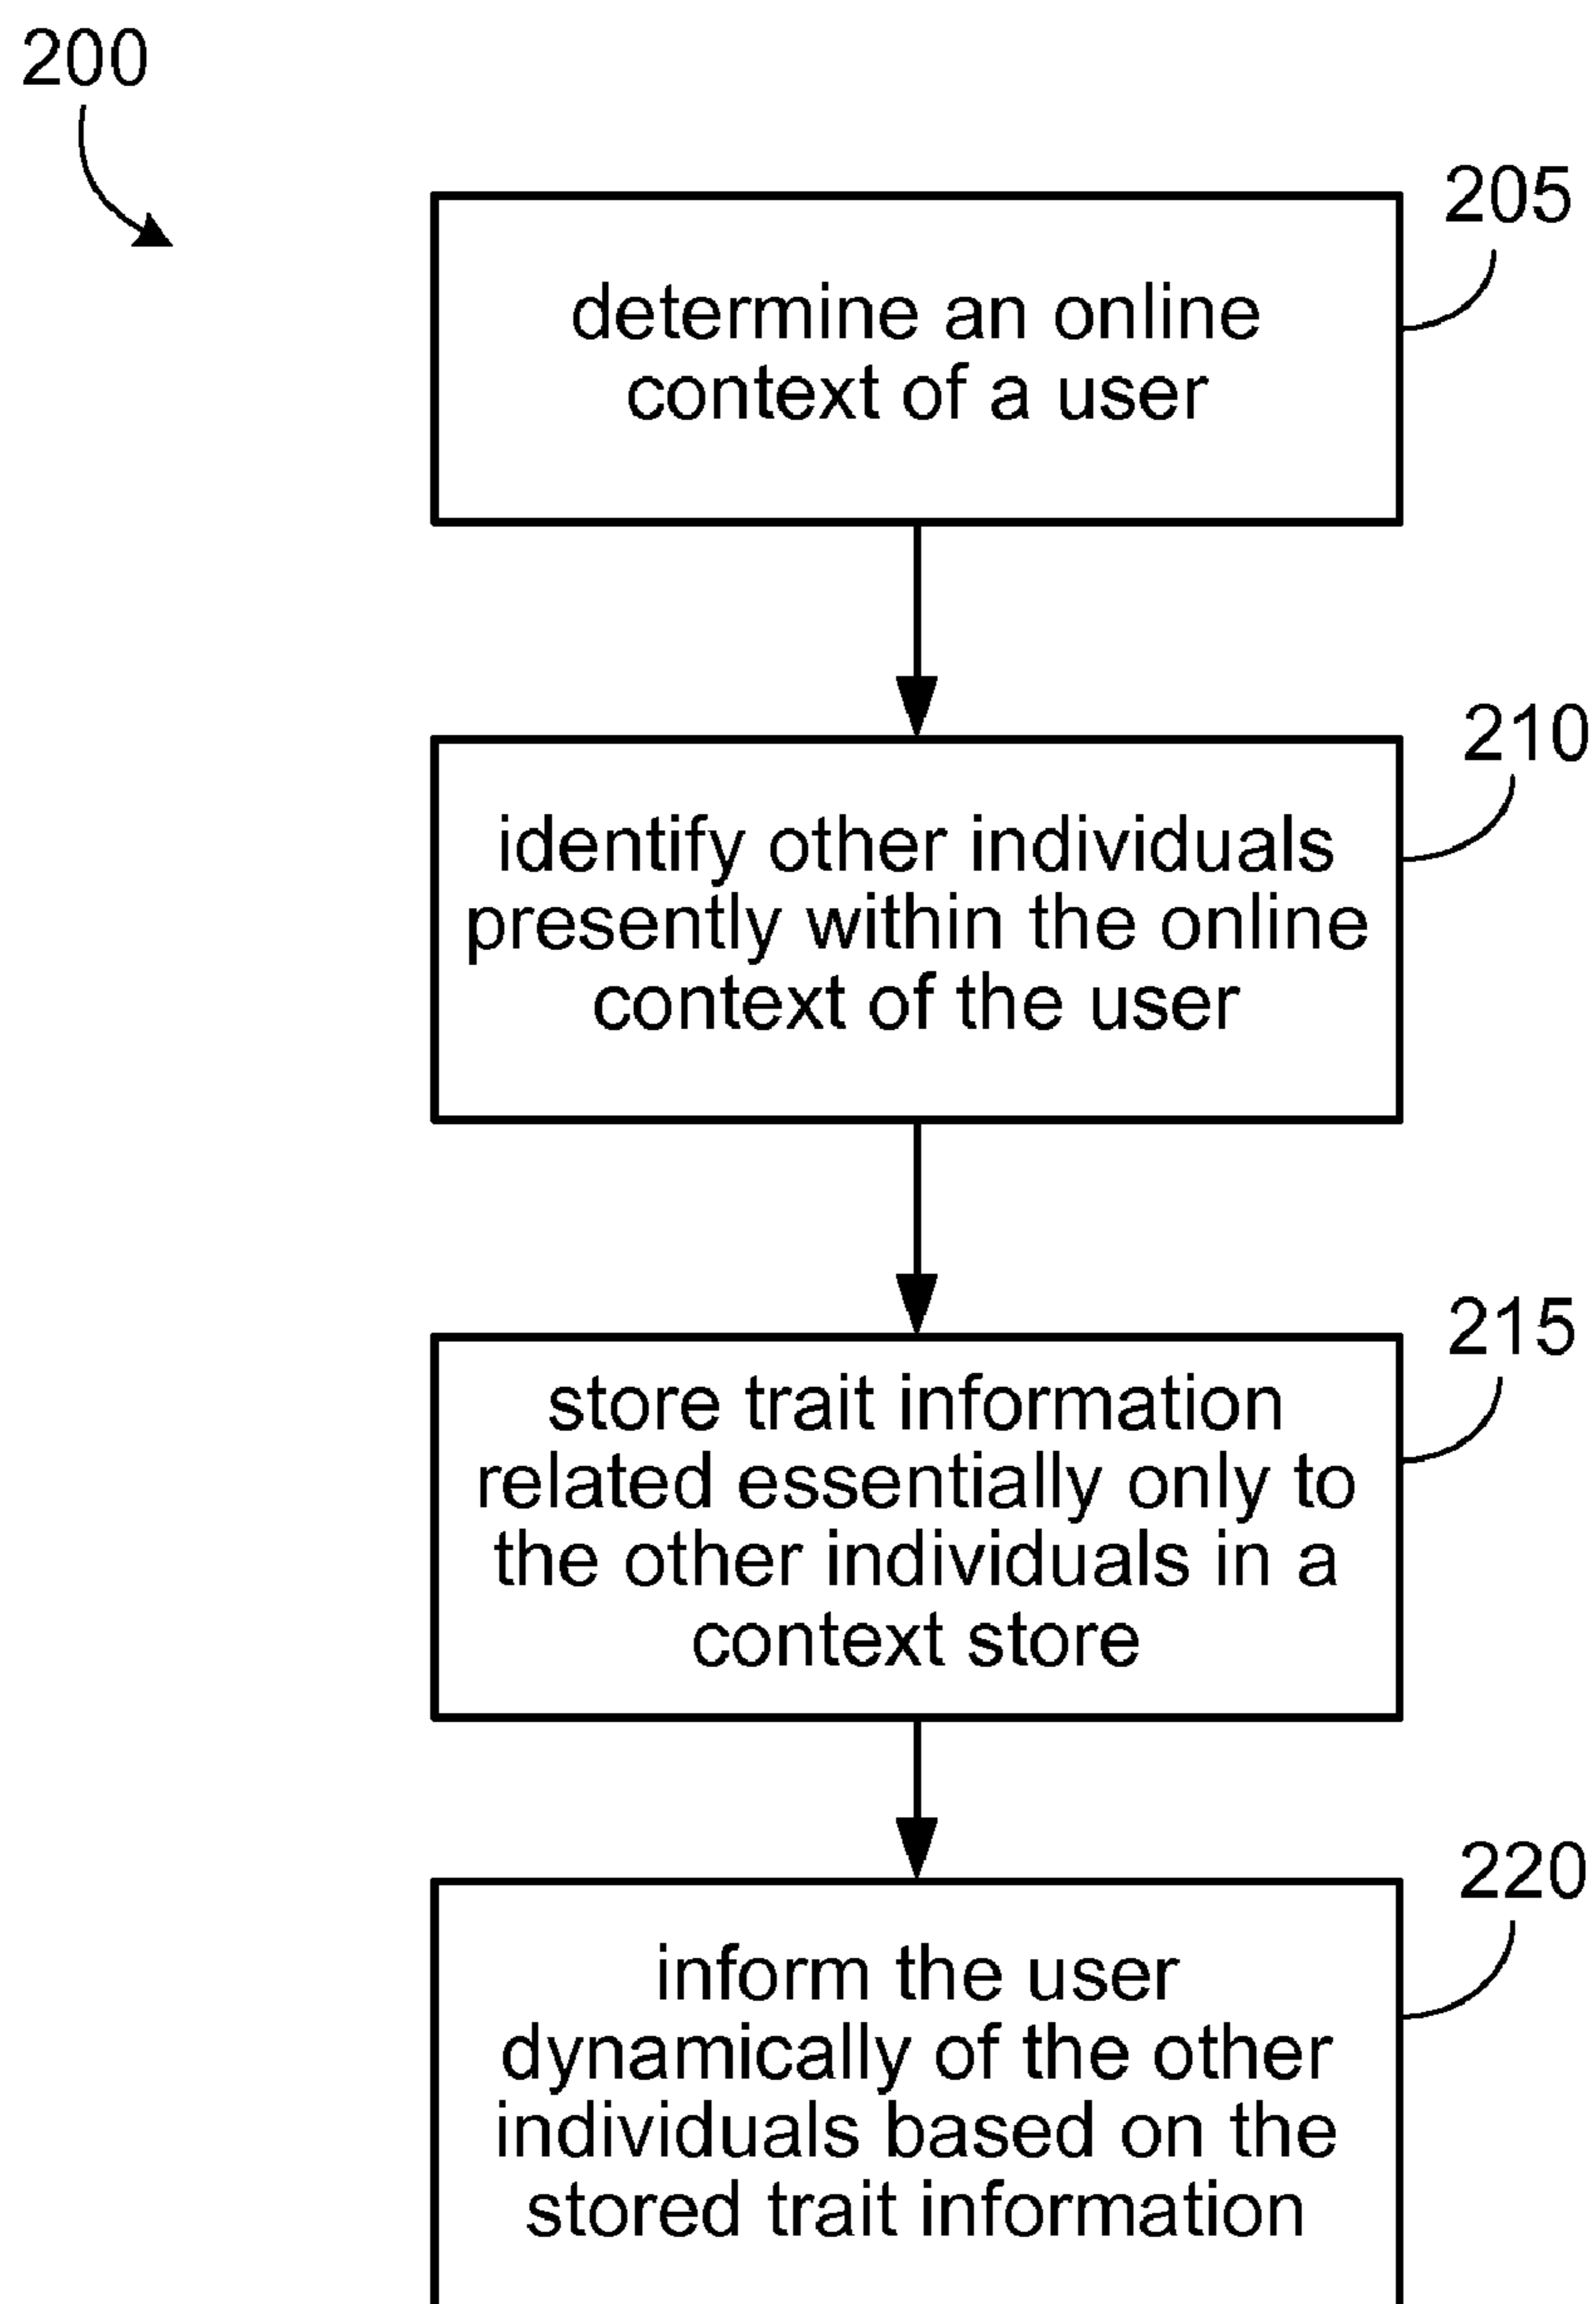 200
205
determine an online
context of a user
210
identify other individuals
presently within the online
context of the user
215
store trait information
related essentially only to
the other individuals in a
context store
220
inform the user
dynamically of the other
individuals based on the
stored trait information